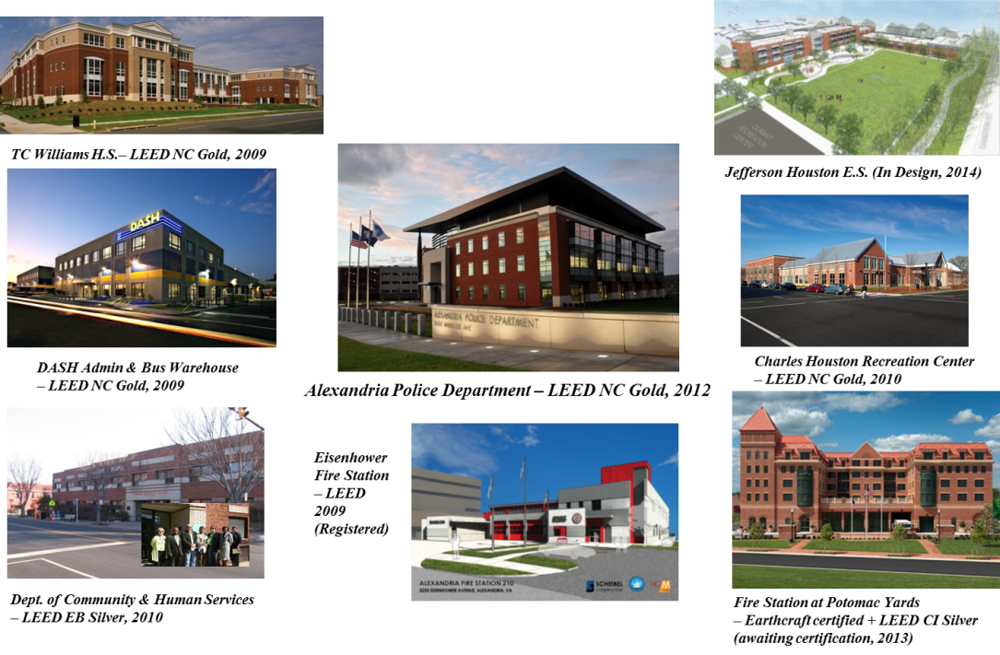 TC Williams H.S.– LEED NC Gold, 2009
DASH
DASH Admin & Bus Warehouse
– LEED NC Gold, 2009
Dept. of Community & Human Services
– LEED EB Silver, 2010
ALEXANDRIA POLICE DEPARTMENT
Alexandria Police Department – LEED NC Gold, 2012
Eisenhower
Fire Station
– LEED
2009
(Registered)
ALEXANDRIA FIRE STATION 210
5255 EISENHOWER AVENUE, ALEXANDRIA, VA
SCHEIBEL
CONSTRUCTION
CURRENT
RECREATION
CENTER
Jefferson Houston E.S. (In Design, 2014)
Charles Houston Recreation Center
– LEED NC Gold, 2010
Fire Station at Potomac Yards
– Earthcraft certified + LEED CI Silver
(awaiting certification, 2013)